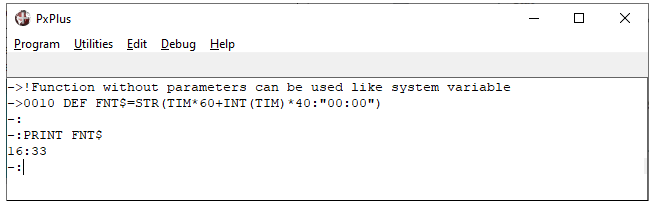 PxPlus
Program Utilities Edit Debug Help
->!Function without parameters can be used like system variable
->0010 DEF FNT$=STR(TIM*60+INT(TIM)*40:"00:00")
-:
-:PRINT FNT$
16:33
-: